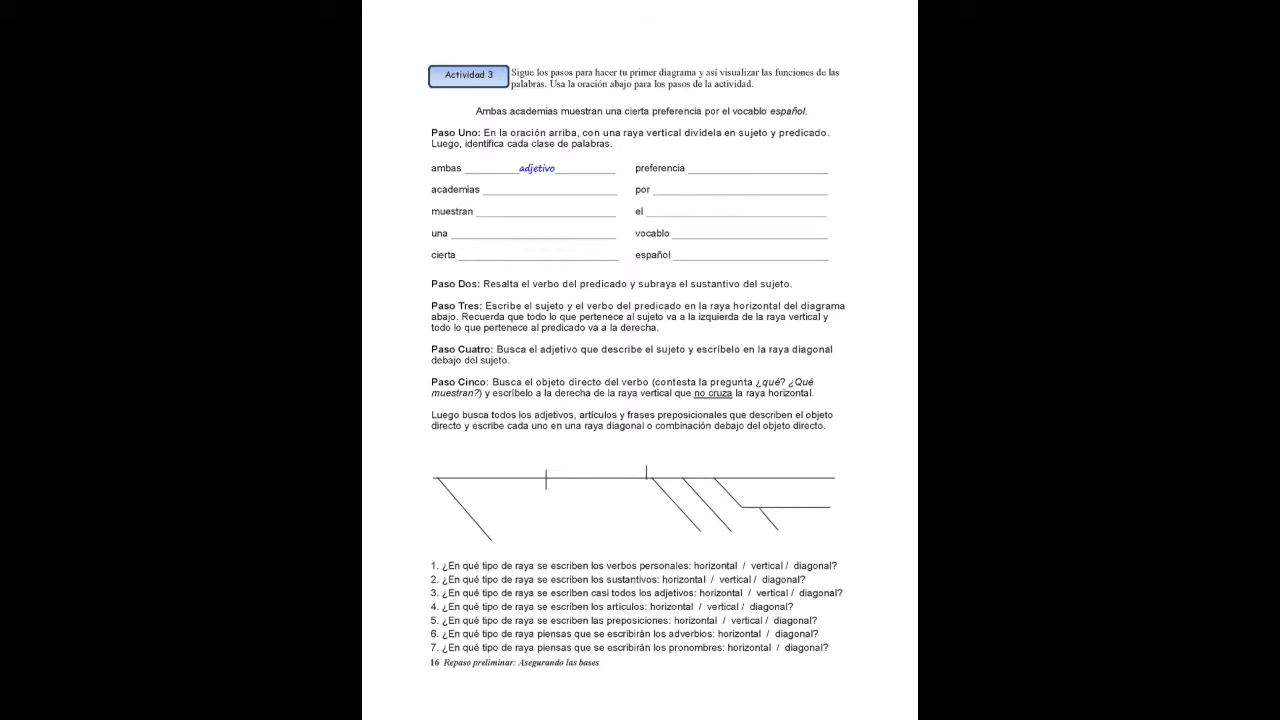 Actividad 3
Sigue los pasos para hacer tu primer diagrama y así visualizar las funciones de las
palabras. Usa la oración abajo para los pasos de la actividad.
Ambas academias muestran una cierta preferencia por el vocablo español.
Paso Uno: En la oración arriba, con una raya vertical divídela en sujeto y predicado.
Luego, identifica cada clase de palabras.
ambas adjetivo preferencia
academias por
muestran el
una vocablo
cierta español
Paso Dos: Resalta el verbo del predicado y subraya el sustantivo del sujeto.
Paso Tres: Escribe el sujeto y el verbo del predicado en la raya horizontal del diagrama
abajo. Recuerda que todo lo que pertenece al sujeto va a la izquierda de la raya vertical y
todo lo que pertenece al predicado va a la derecha.
Paso Cuatro: Busca el adjetivo que describe el sujeto y escríbelo en la raya diagonal
debajo del sujeto.
Paso Cinco: Busca el objeto directo del verbo (contesta la pregunta ¿qué? ¿Qué
muestran?) y escríbelo a la derecha de la raya vertical que no cruza la raya horizontal.
Luego busca todos los adjetivos, artículos y frases preposicionales que describen el objeto
directo y escribe cada uno en una raya diagonal o combinación debajo del objeto directo.
1. ¿En qué tipo de raya se escriben los verbos personales: horizontal / vertical / diagonal?
2. ¿En qué tipo de raya se escriben los sustantivos: horizontal / vertical / diagonal?
3. ¿En qué tipo de raya se escriben casi todos los adjetivos: horizontal / vertical / diagonal?
4. ¿En qué tipo de raya se escriben los artículos: horizontal / vertical / diagonal?
5. ¿En qué tipo de raya se escriben las preposiciones: horizontal / vertical / diagonal?
6. ¿En qué tipo de raya piensas que se escribirán los adverbios: horizontal / diagonal?
7. ¿En qué tipo de raya piensas que se escribirán los pronombres: horizontal / diagonal?
16 Repaso preliminar: Asegurando las bases